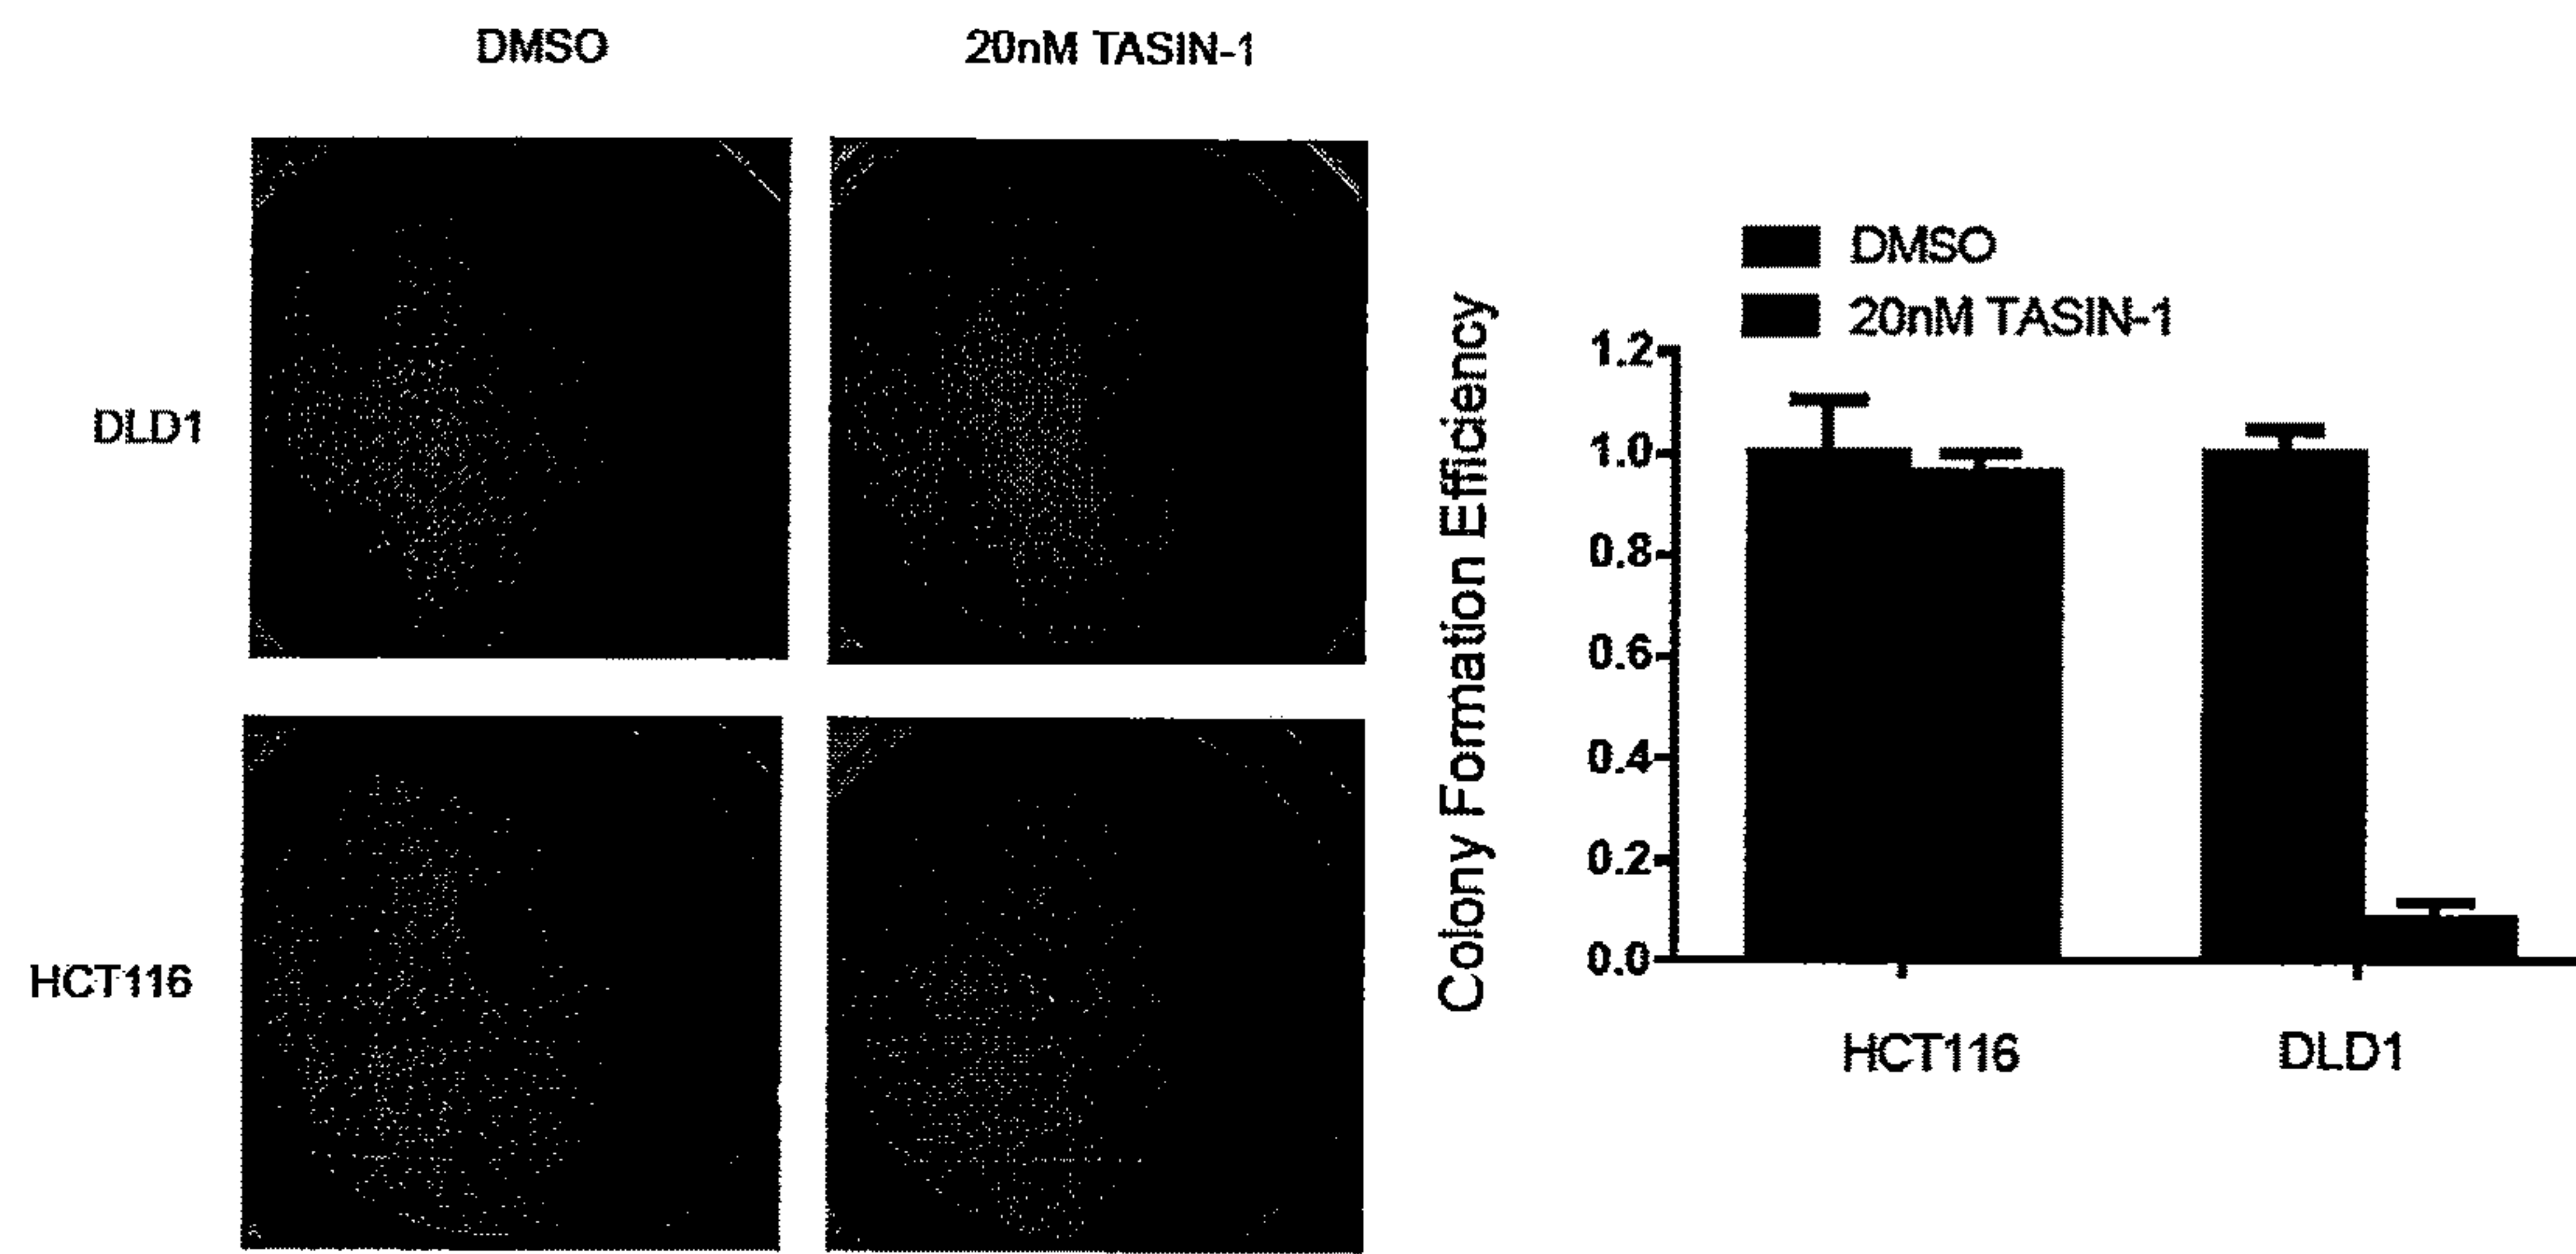 DMSO
20nM TASIN-1
DLD1
HCT116
DMSO
20nM TASIN-1
Colony Formation Efficiency
1.2
1.0
0.8
0.6
0.4
0.2
0.0
HCT116
DLD1